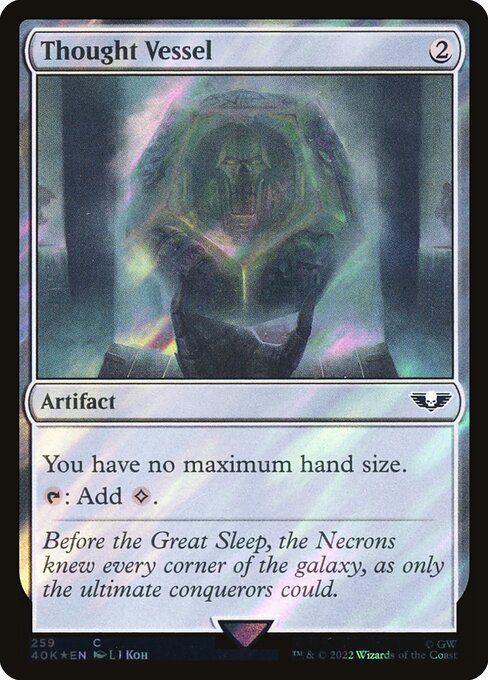 Thought Vessel 2
Artifact
You have no maximum hand size.
: Add .
Before the Great Sleep, the Necrons
knew every corner of the galaxy, as only
the ultimate conquerors could.
259 C © GW
40K★EN LJ Koh ™ & © 2022 Wizards of the Coast